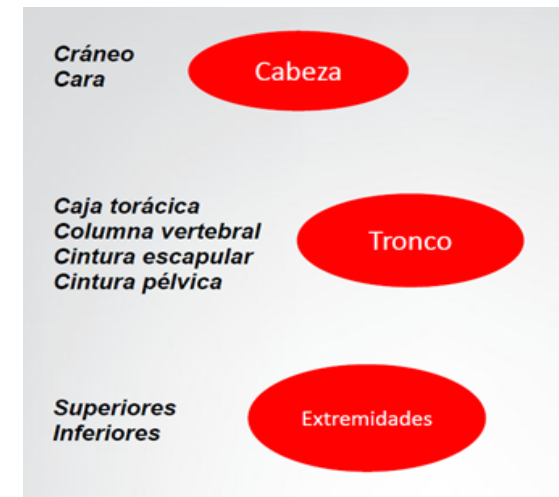 Cráneo
Cara
Cabeza
Caja torácica
Columna vertebral
Cintura escapular
Cintura pélvica
Tronco
Superiores
Inferiores
Extremidades